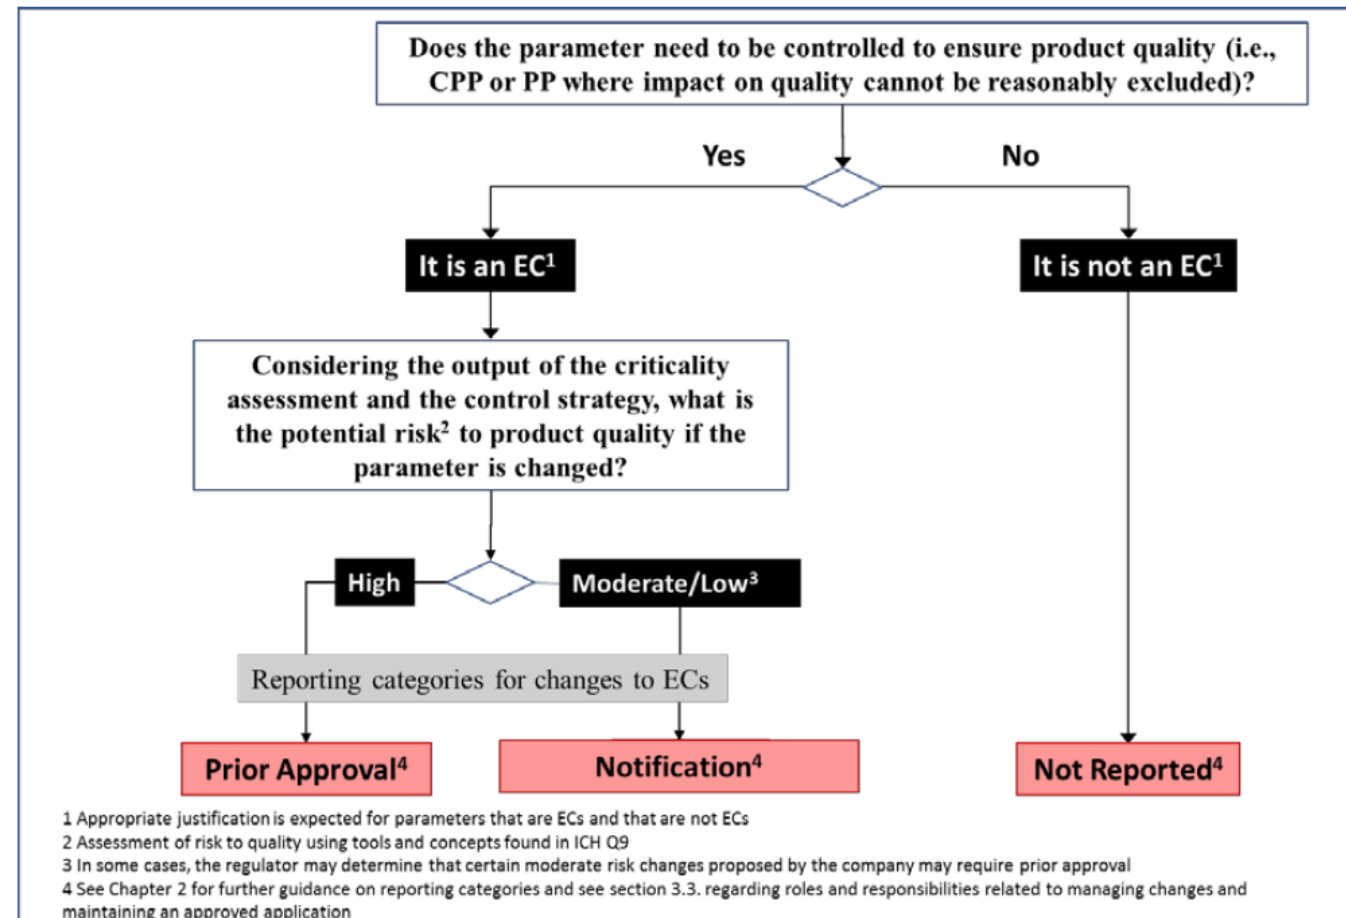 Does the parameter need to be controlled to ensure product quality (i.e.,
CPP or PP where impact on quality cannot be reasonably excluded)?
Yes
No
It is an EC¹
It is not an EC¹
Considering the output of the criticality
assessment and the control strategy, what is
the potential risk² to product quality if the
parameter is changed?
High
Moderate/Low³
Reporting categories for changes to ECs
Prior Approval⁴
Notification⁴
Not Reported⁴
1 Appropriate justification is expected for parameters that are ECs and that are not ECs
2 Assessment of risk to quality using tools and concepts found in ICH Q9
3 In some cases, the regulator may determine that certain moderate risk changes proposed by the company may require prior approval
4 See Chapter 2 for further guidance on reporting categories and see section 3.3. regarding roles and responsibilities related to managing changes and
maintaining an approved application